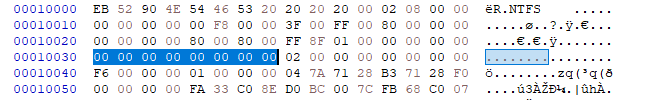 00010000 EB 52 90 4E 54 46 53 20 20 20 20 00 02 08 00 00 ëR.NTFS    .....
00010010 00 00 00 00 00 F8 00 00 3F 00 FF 00 80 00 00 00 .....ø..?.ÿ.€...
00010020 00 00 00 00 80 00 80 00 FF 8F 01 00 00 00 00 00 ....€.€.ÿ.......
00010030 00 00 00 00 00 00 00 00 02 00 00 00 00 00 00 00 ................
00010040 F6 00 00 00 01 00 00 00 04 7A 71 28 B3 71 28 F0 ö........zq(³q(ð
00010050 00 00 00 00 FA 33 C0 8E D0 BC 00 7C FB 68 C0 07 ....ú3ÀŽÐ¼.|ûhÀ.